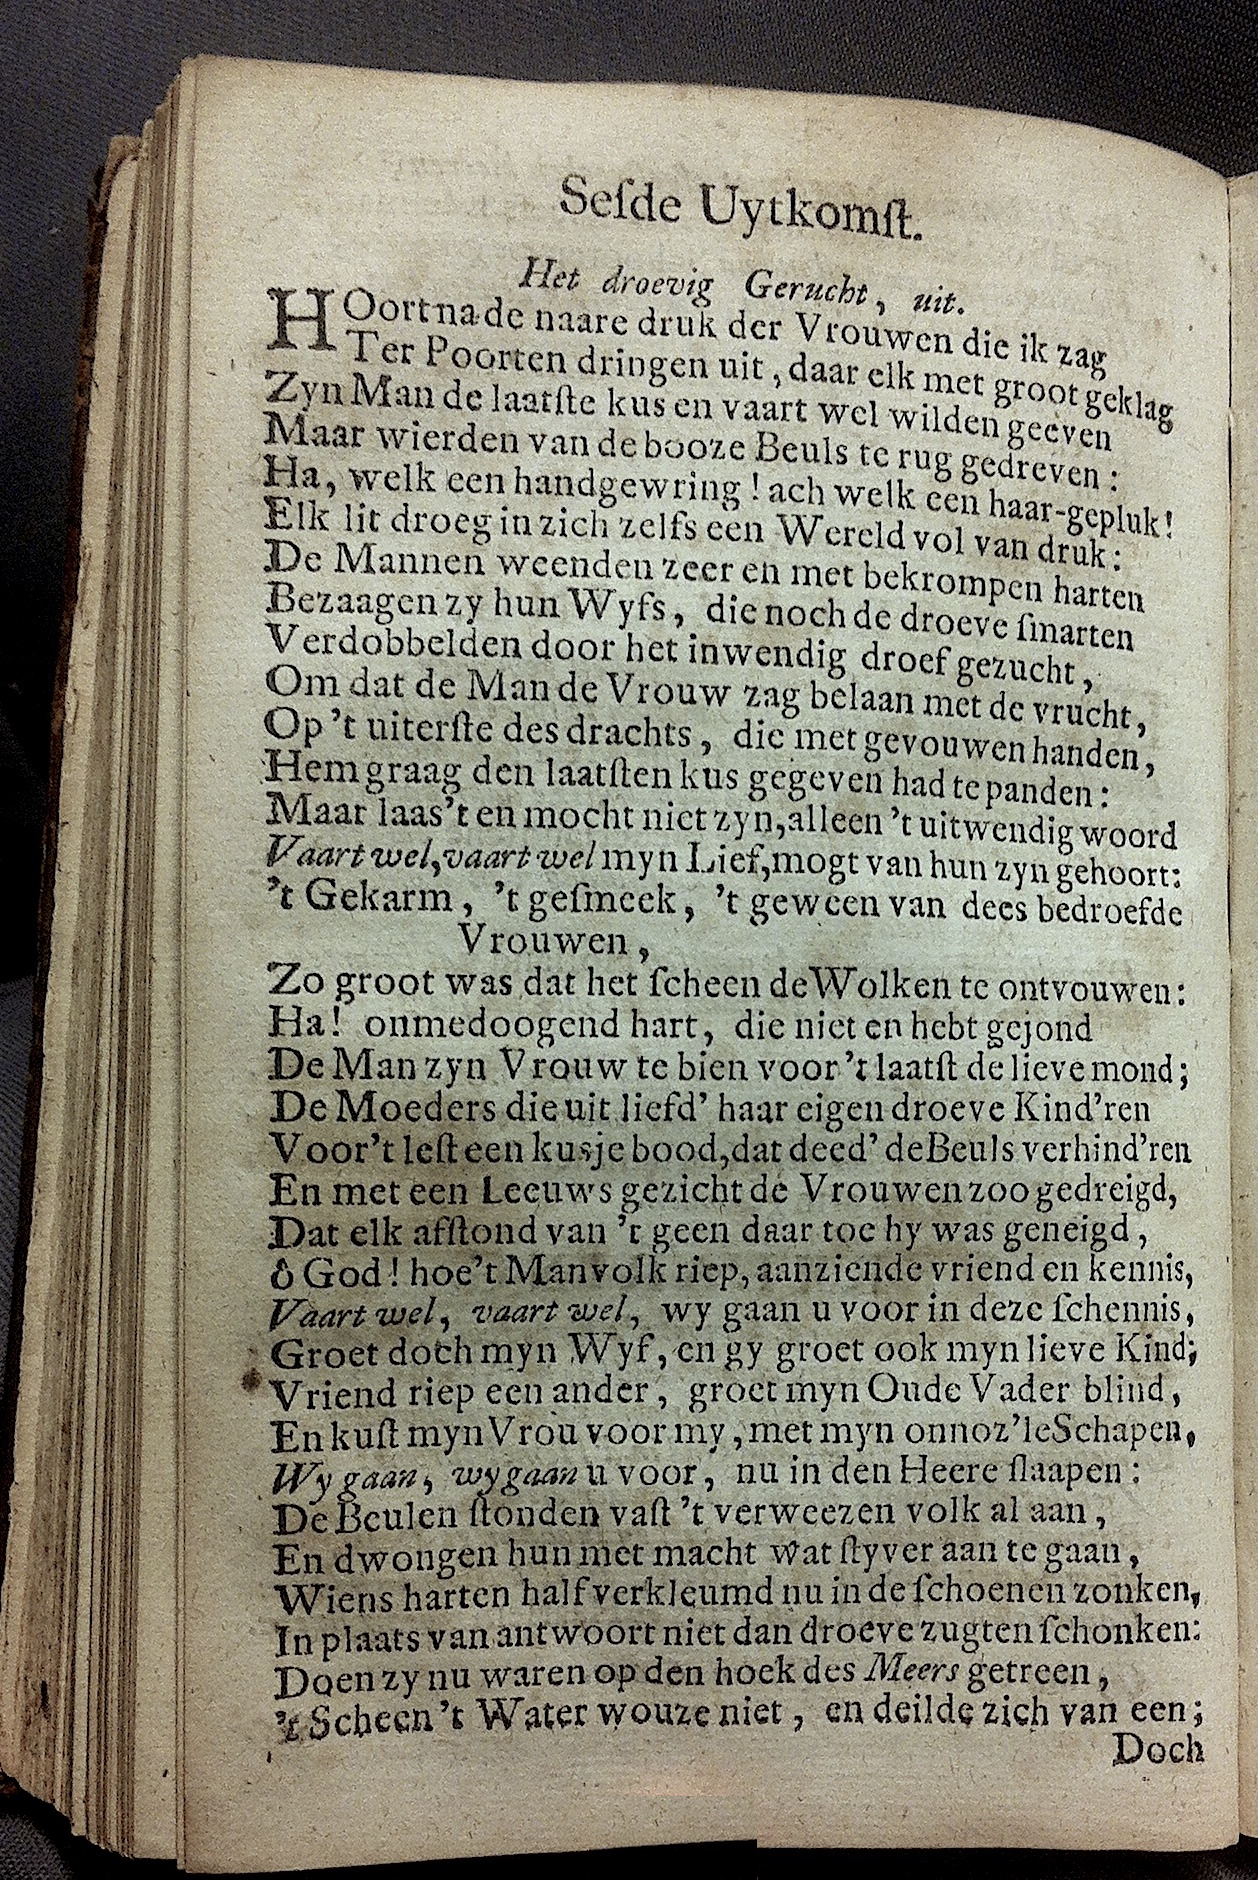 Seſde Uytkomſt.
Het droevig Gerucht, uit.
HOort na de naare druk der Vrouwen die ik zag
Ter Poorten dringen uit, daar elk met groot geklag
Zyn Man de laatſte kus en vaart wel wilden geeven
Maar wierden van de booze Beuls te rug gedreven:
Ha, welk een handgewring! ach welk een haar-gepluk!
Elk lit droeg in zich zelfs een Wereld vol van druk:
De Mannen weenden zeer en met bekrompen harten
Bezaagen zy hun Wyfs, die noch de droeve ſmarten
Verdobbelden door het inwendig droef gezucht,
Om dat de Man de Vrouw zag belaan met de vrucht,
Op 't uiterſte des drachts, die met gevouwen handen,
Hem graag den laatſten kus gegeven had te panden:
Maar laas 't en mocht niet zyn, alleen 't uitwendig woord
Vaart wel, vaart wel myn Lief, mogt van hun zyn gehoort:
't Gekarm, 't geſmeek, 't geween van dees bedroefde
Vrouwen,
Zo groot was dat het ſcheen de Wolken te ontvouwen:
Ha! onmedoogend hart, die niet en hebt gejond
De Man zyn Vrouw te bien voor 't laatſt de lieve mond;
De Moeders die uit liefd' haar eigen droeve Kind'ren
Voor 't leſt een kusje bood, dat deed' de Beuls verhind'ren
En met een Leeuws gezicht de Vrouwen zoo gedreigd,
Dat elk afſtond van 't geen daar toe hy was geneigd,
ô God! hoe 't Manvolk riep, aanziende vriend en kennis,
Vaart wel, vaart wel, wy gaan u voor in deze ſchennis,
Groet doch myn Wyf, en gy groet ook myn lieve Kind;
Vriend riep een ander, groet myn Oude Vader blind,
En kuſt myn Vrou voor my, met myn onnoz'le Schapen,
Wy gaan, wy gaan u voor, nu in den Heere ſlaapen:
De Beulen ſtonden vaſt 't verweezen volk al aan,
En dwongen hun met macht wat ſtyver aan te gaan,
Wiens harten half verkleumd nu in de ſchoenen zonken,
In plaats van antwoort niet dan droeve zugten ſchonken:
Doen zy nu waren op den hoek des Meers getreen,
't Scheen 't Water wouze niet, en deilde zich van een;
Doch